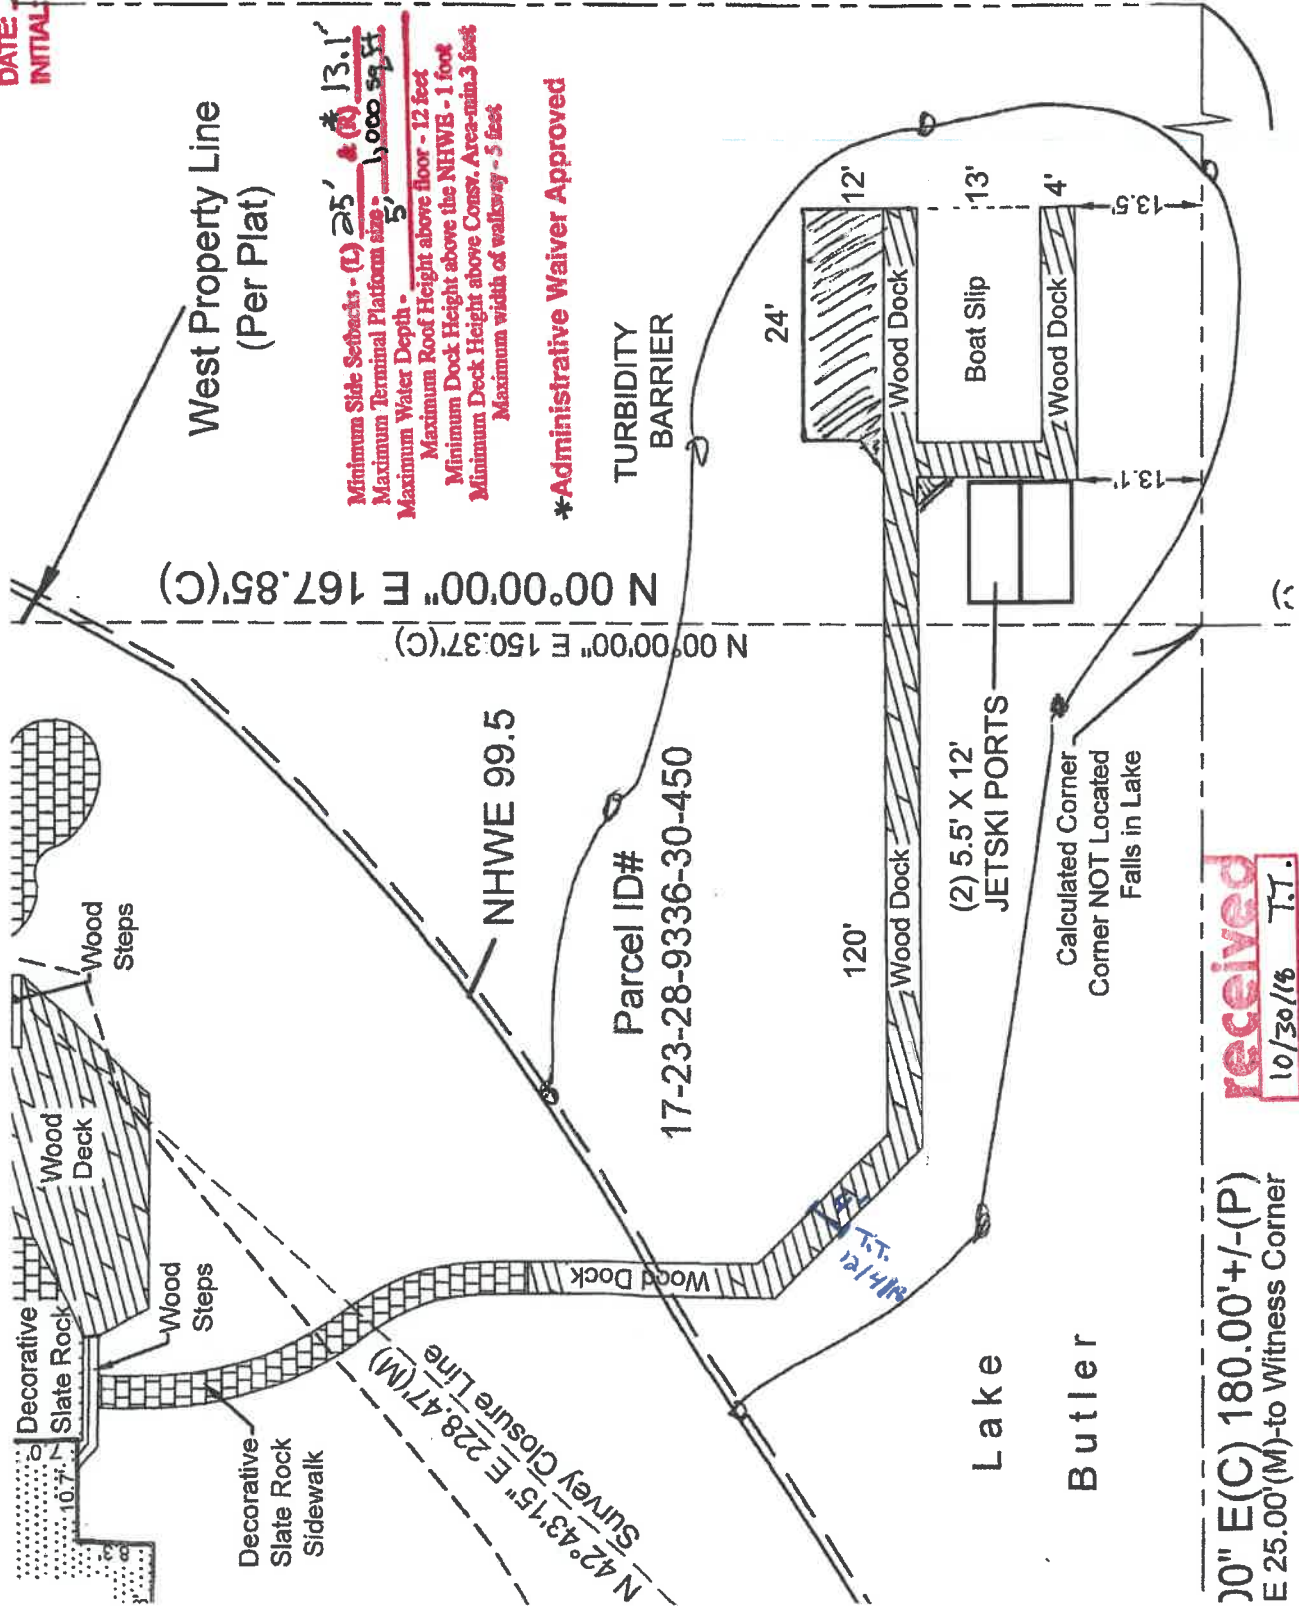 DATE:
INITIAL
West Property Line
(Per Plat)
Minimum Side Setbacks - (L) 25' & (R) * 13.1'
Maximum Terminal Platform size - 1,000 sq ft.
Maximum Water Depth - 5'
Maximum Roof Height above floor - 12 feet
Minimum Dock Height above the NHWE - 1 foot
Minimum Deck Height above Consv. Area-min.3 feet
Maximum width of walkway - 5 feet
*Administrative Waiver Approved
TURBIDITY
BARRIER
N 00°00'00" E 167.85'(C)
N 00°00'00" E 150.37'(C)
NHWE 99.5
Parcel ID#
17-23-28-9336-30-450
24'
12'
13'
4'
Wood Dock
Boat Slip
Wood Dock
13.5'
13.1'
120'
Wood Dock
(2) 5.5' X 12'
JETSKI PORTS
Calculated Corner
Corner NOT Located
Falls in Lake
Wood
Steps
Wood
Deck
Decorative
Slate Rock
Wood
Steps
7.0
10.7'
8.3'
Decorative
Slate Rock
Sidewalk
Wood Dock
T.T.
N 42°43'15" E 228.47'(M)
Survey Closure Line
Lake
Butler
received
10/30/18 T.T.
00" E(C) 180.00'+/-(P)
E 25.00'(M)-to Witness Corner